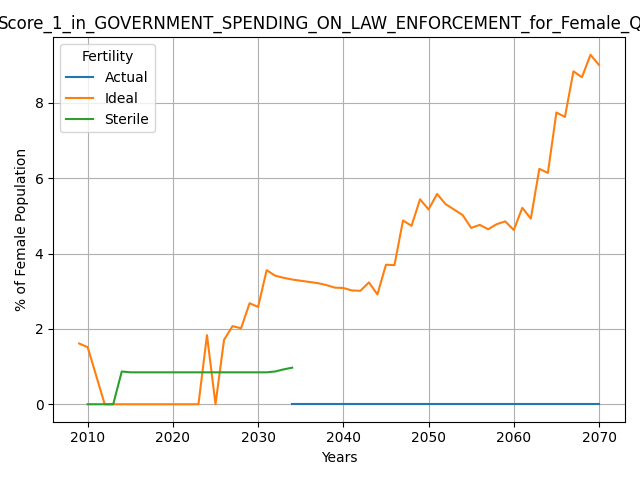 Score_1_in_GOVERNMENT_SPENDING_ON_LAW_ENFORCEMENT_for_Female_Q
Fertility
Actual
Ideal
Sterile
% of Female Population
8
6
4
2
0
2010 2020 2030 2040 2050 2060 2070
Years